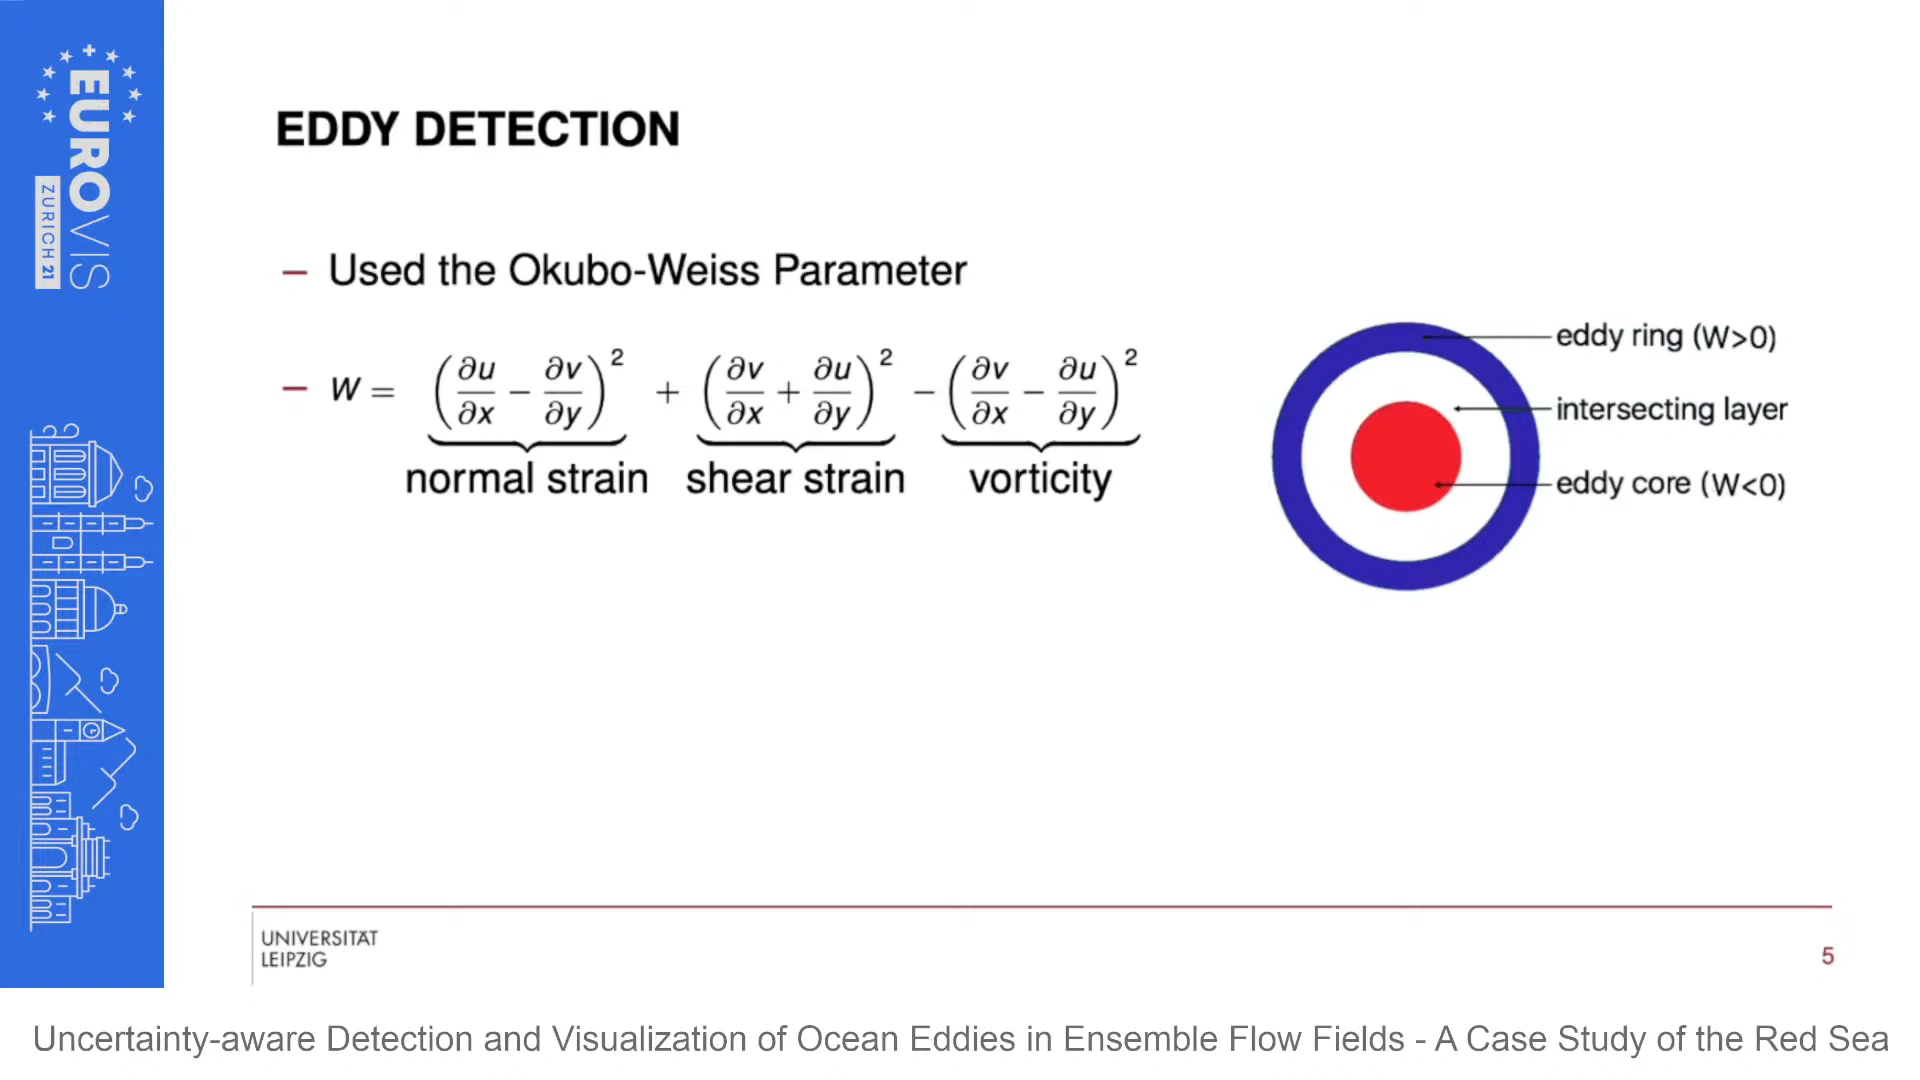 EUROVIS
ZURICH 21
EDDY DETECTION
– Used the Okubo-Weiss Parameter
– W = (∂u/∂x − ∂v/∂y)² + (∂v/∂x + ∂u/∂y)² − (∂v/∂x − ∂u/∂y)²
normal strain shear strain vorticity
eddy ring (W>0)
intersecting layer
eddy core (W<0)
UNIVERSITÄT
LEIPZIG
5
Uncertainty-aware Detection and Visualization of Ocean Eddies in Ensemble Flow Fields - A Case Study of the Red Sea